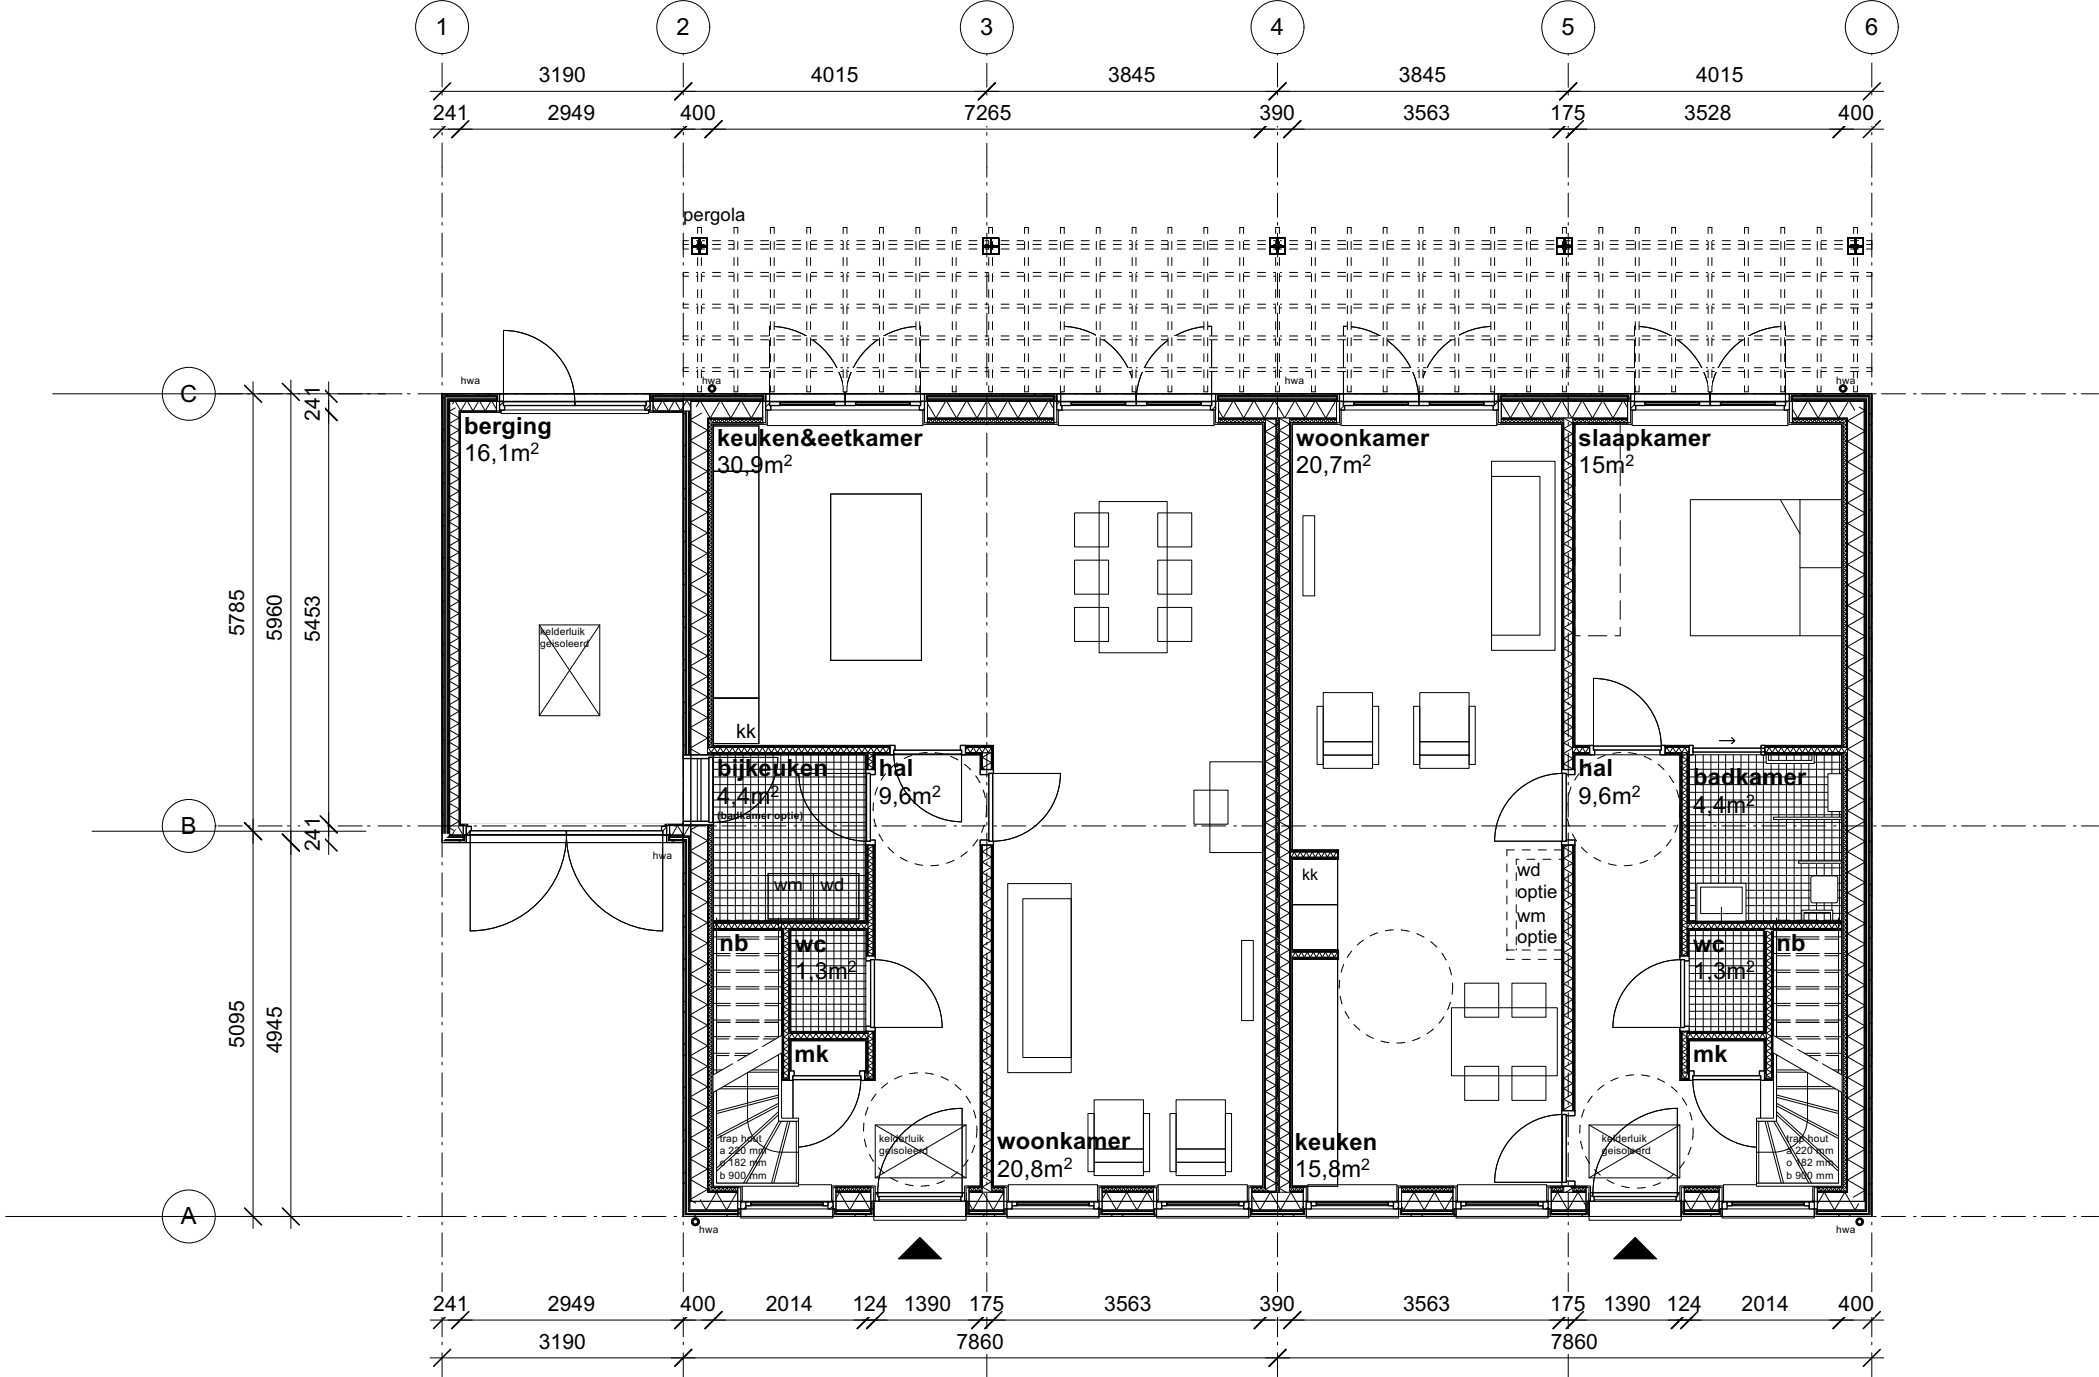 1 2 3 4 5 6
3190 4015 3845 3845 4015
241 2949 400 7265 390 3563 175 3528 400
pergola
hwa hwa hwa hwa
C
241
5785 5960 5453
berging
16,1m²
keuken&eetkamer
30,9m²
woonkamer
20,7m²
slaapkamer
15m²
kelderluik
geïsoleerd
kk
bijkeuken
4,4m²
(badkamer optie)
hal
9,6m²
hal
9,6m²
→
badkamer
4,4m²
B
241
hwa
wm wd
kk
wd
optie
wm
optie
nb
wc
1,3m²
wc
1,3m²
nb
5095 4945
mk
mk
trap hout
a 220 mm
o 182 mm
b 900 mm
kelderluik
geïsoleerd
woonkamer
20,8m²
keuken
15,8m²
kelderluik
geïsoleerd
trap hout
a 220 mm
o 182 mm
b 900 mm
A
hwa hwa
241 2949 400 2014 124 1390 175 3563 390 3563 175 1390 124 2014 400
3190 7860 7860